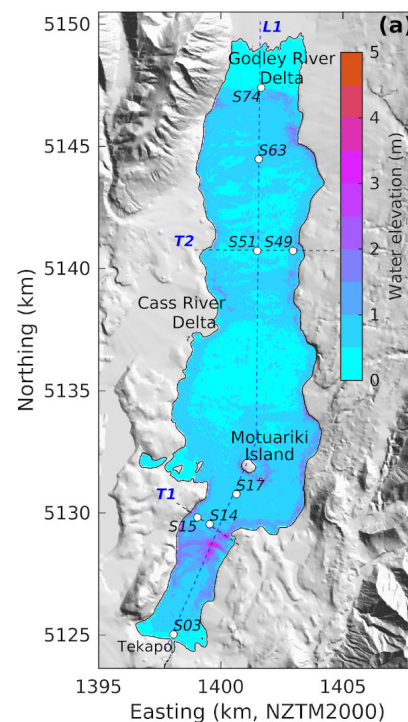 (a)
L1
Godley River
Delta
S74
S63
T2
S51
S49
Cass River
Delta
Motuariki
Island
S17
T1
S14
S15
S03
Tekapo
5150
5145
5140
5135
5130
5125
Northing (km)
1395
1400
1405
Easting (km, NZTM2000)
5
4
3
2
1
0
Water elevation (m)